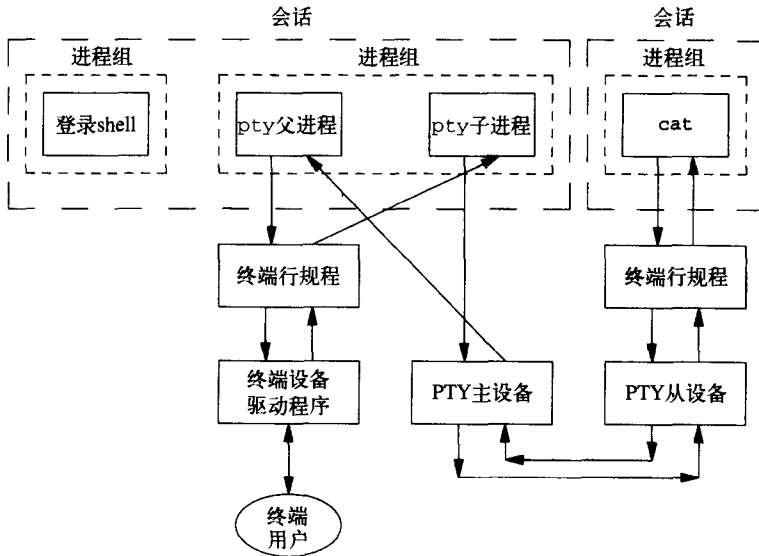 会话
会话
进程组
进程组
进程组
登录shell
pty父进程
pty子进程
cat
终端行规程
终端行规程
终端设备
驱动程序
PTY主设备
PTY从设备
终端
用户